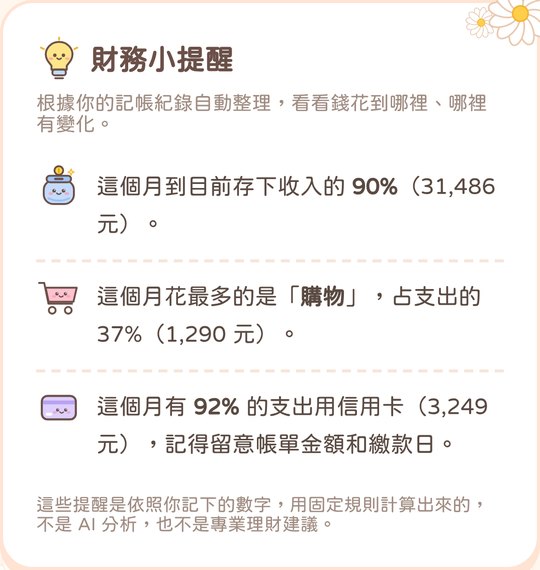 財務小提醒
根據你的記帳紀錄自動整理，看看錢花到哪裡、哪裡
有變化。
這個月到目前存下收入的 90%（31,486
元）。
這個月花最多的是「購物」，占支出的
37%（1,290 元）。
這個月有 92% 的支出用信用卡（3,249
元），記得留意帳單金額和繳款日。
這些提醒是依照你記下的數字，用固定規則計算出來的，
不是 AI 分析，也不是專業理財建議。